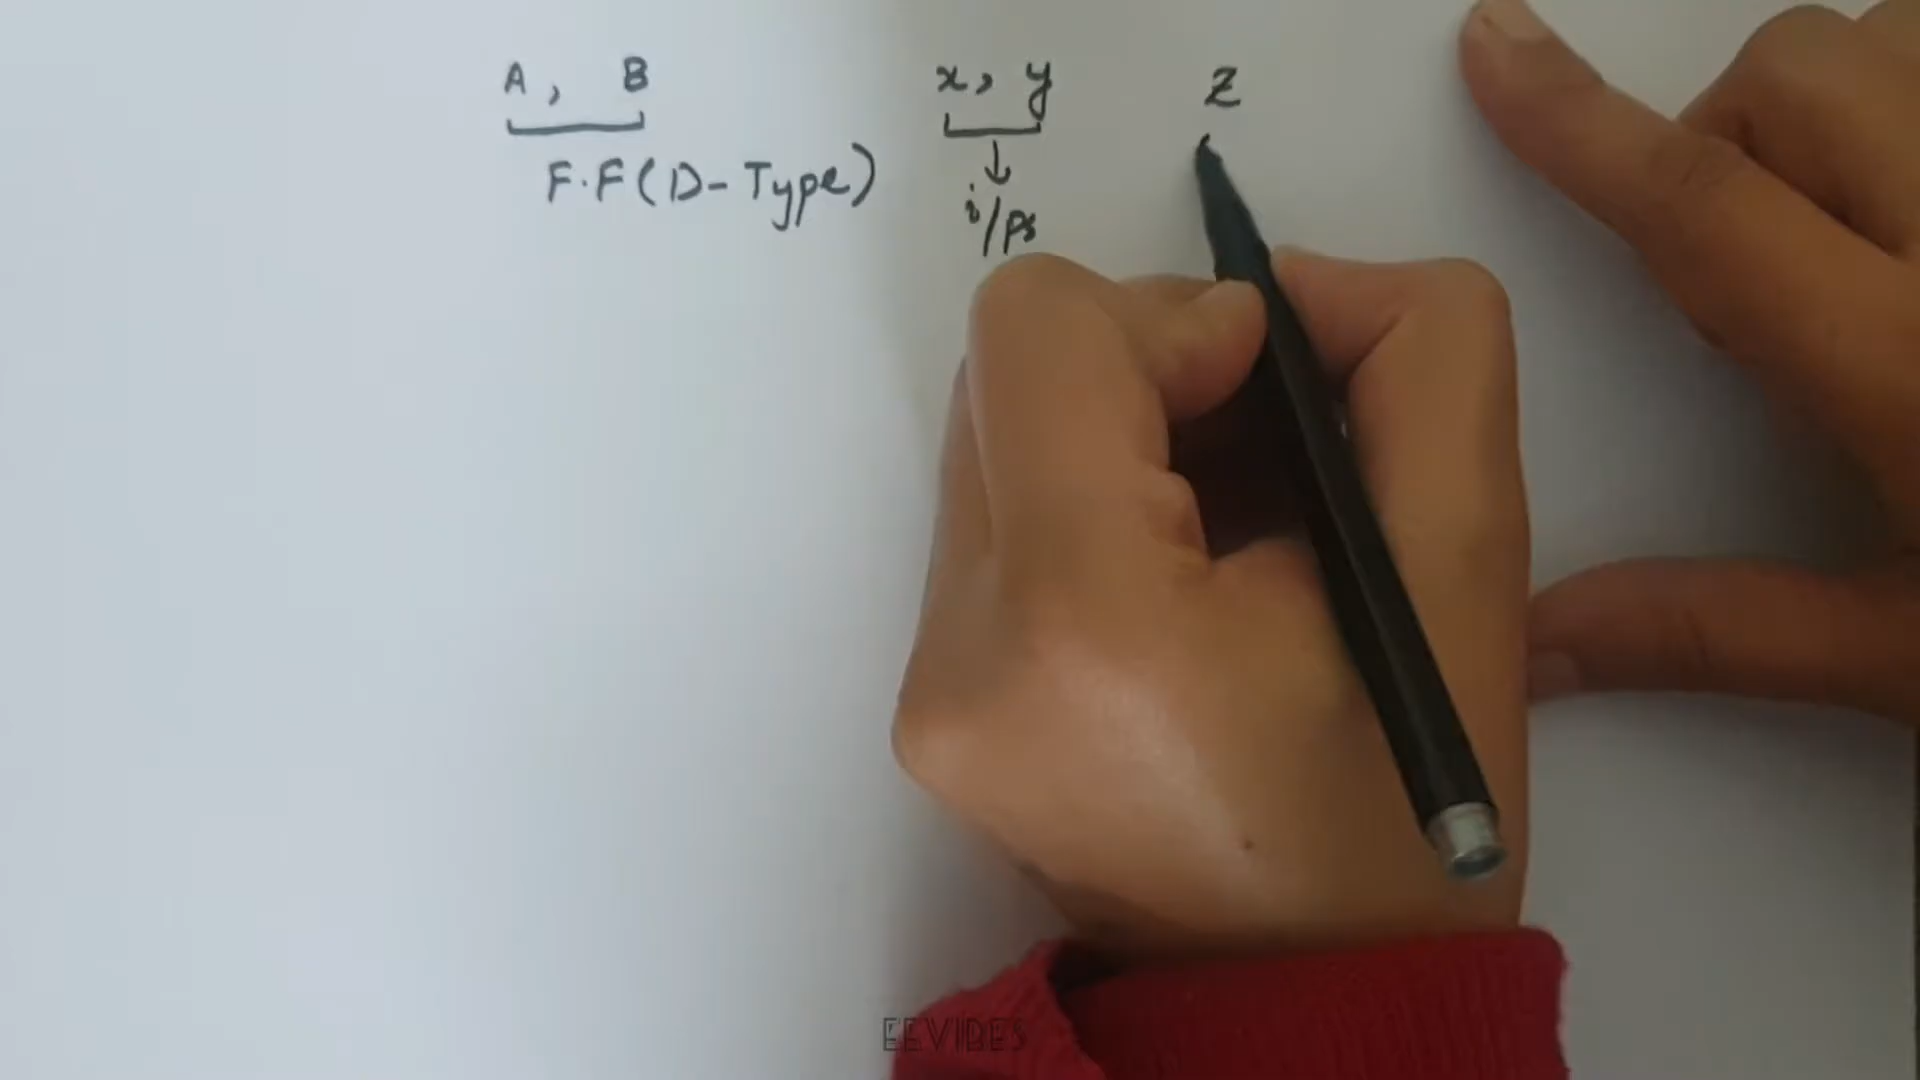 A, B x, y z
F.F(D-Type) i/ps
EEVIBES